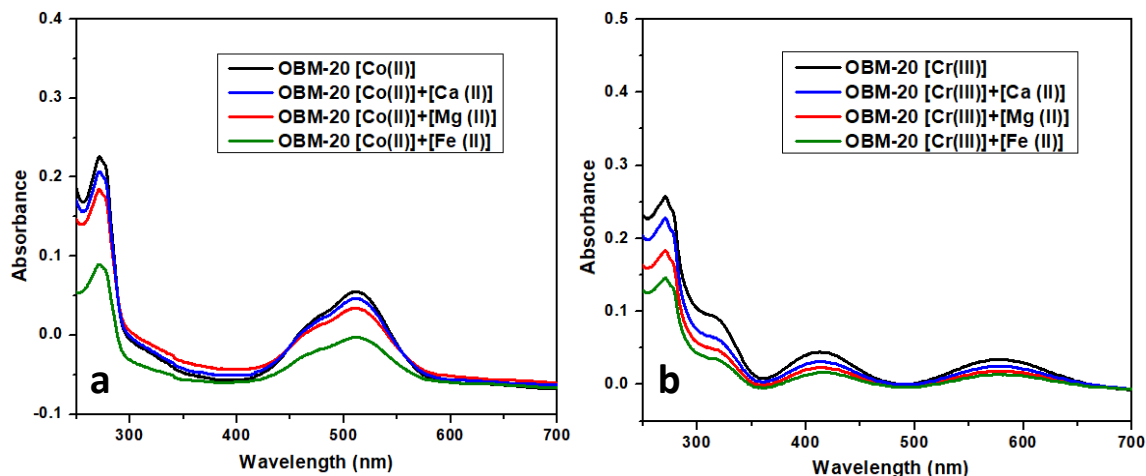 0.4
0.3
0.2
0.1
0.0
-0.1
Absorbance
OBM-20 [Co(II)]
OBM-20 [Co(II)]+[Ca (II)]
OBM-20 [Co(II)]+[Mg (II)]
OBM-20 [Co(II)]+[Fe (II)]
a
300 400 500 600 700
Wavelength (nm)
0.5
0.4
0.3
0.2
0.1
0.0
Absorbance
OBM-20 [Cr(III)]
OBM-20 [Cr(III)]+[Ca (II)]
OBM-20 [Cr(III)]+[Mg (II)]
OBM-20 [Cr(III)]+[Fe (II)]
b
300 400 500 600 700
Wavelength (nm)